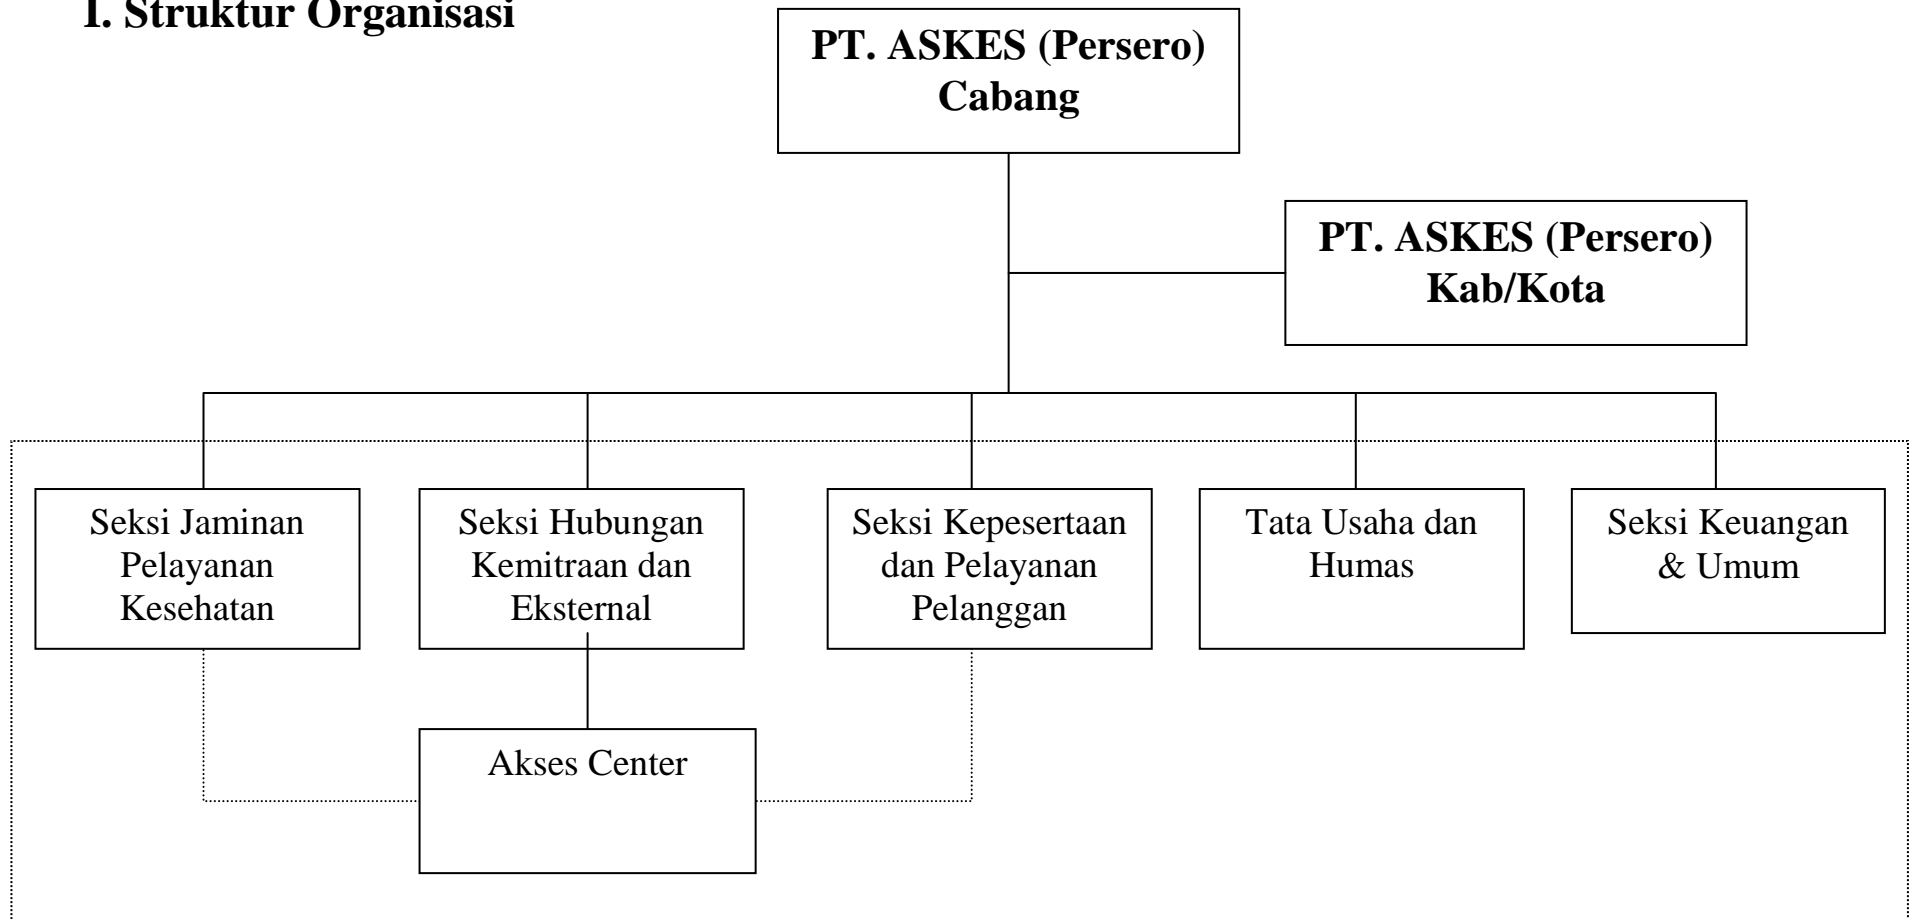 I. Struktur Organisasi
PT. ASKES (Persero)
Cabang
PT. ASKES (Persero)
Kab/Kota
Seksi Jaminan
Pelayanan
Kesehatan
Seksi Hubungan
Kemitraan dan
Eksternal
Seksi Kepesertaan
dan Pelayanan
Pelanggan
Tata Usaha dan
Humas
Seksi Keuangan
& Umum
Akses Center